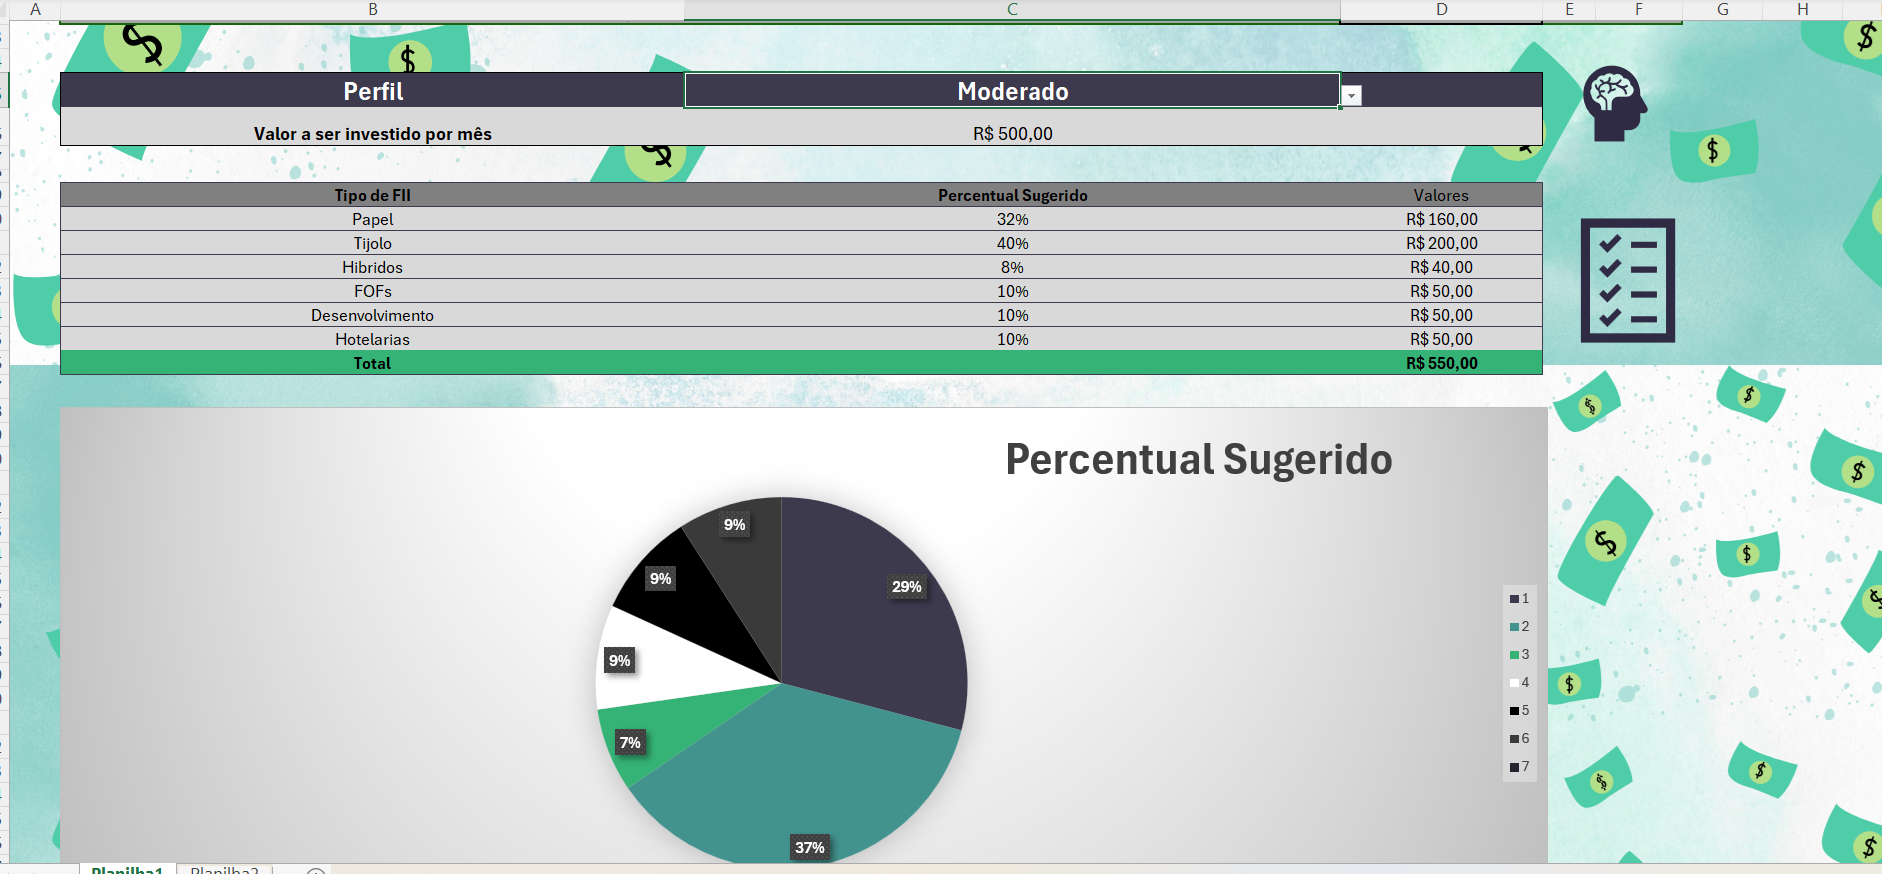 A B C D E F G H
$ $ $
Perfil Moderado
Valor a ser investido por mês R$ 500,00
$ $ $
Tipo de FII Percentual Sugerido Valores
Papel 32% R$ 160,00
Tijolo 40% R$ 200,00
Hibridos 8% R$ 40,00
FOFs 10% R$ 50,00
Desenvolvimento 10% R$ 50,00
Hotelarias 10% R$ 50,00
Total R$ 550,00
$ $
Percentual Sugerido
$
9%
$
$
9%
29%
1
$
2
9%
3
4
$
5
7%
6
7
$ $
37%
$
Planilha1 Planilha2